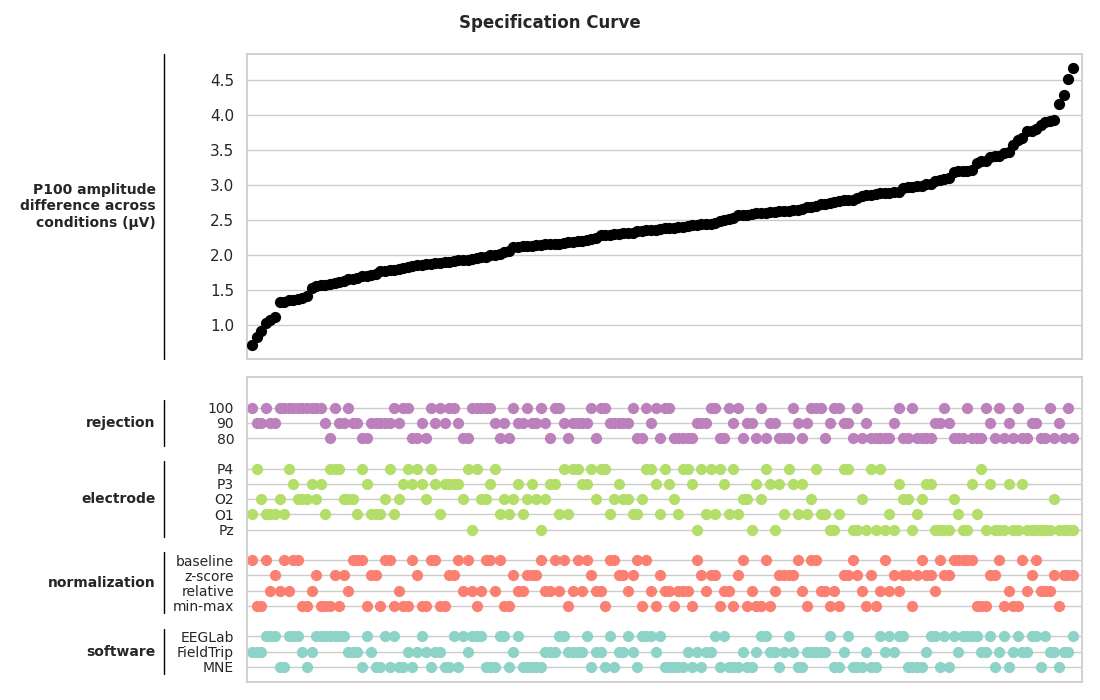 Specification Curve
P100 amplitude
difference across
conditions (µV)
4.5
4.0
3.5
3.0
2.5
2.0
1.5
1.0
rejection
100
90
80
electrode
P4
P3
O2
O1
Pz
normalization
baseline
z-score
relative
min-max
software
EEGLab
FieldTrip
MNE